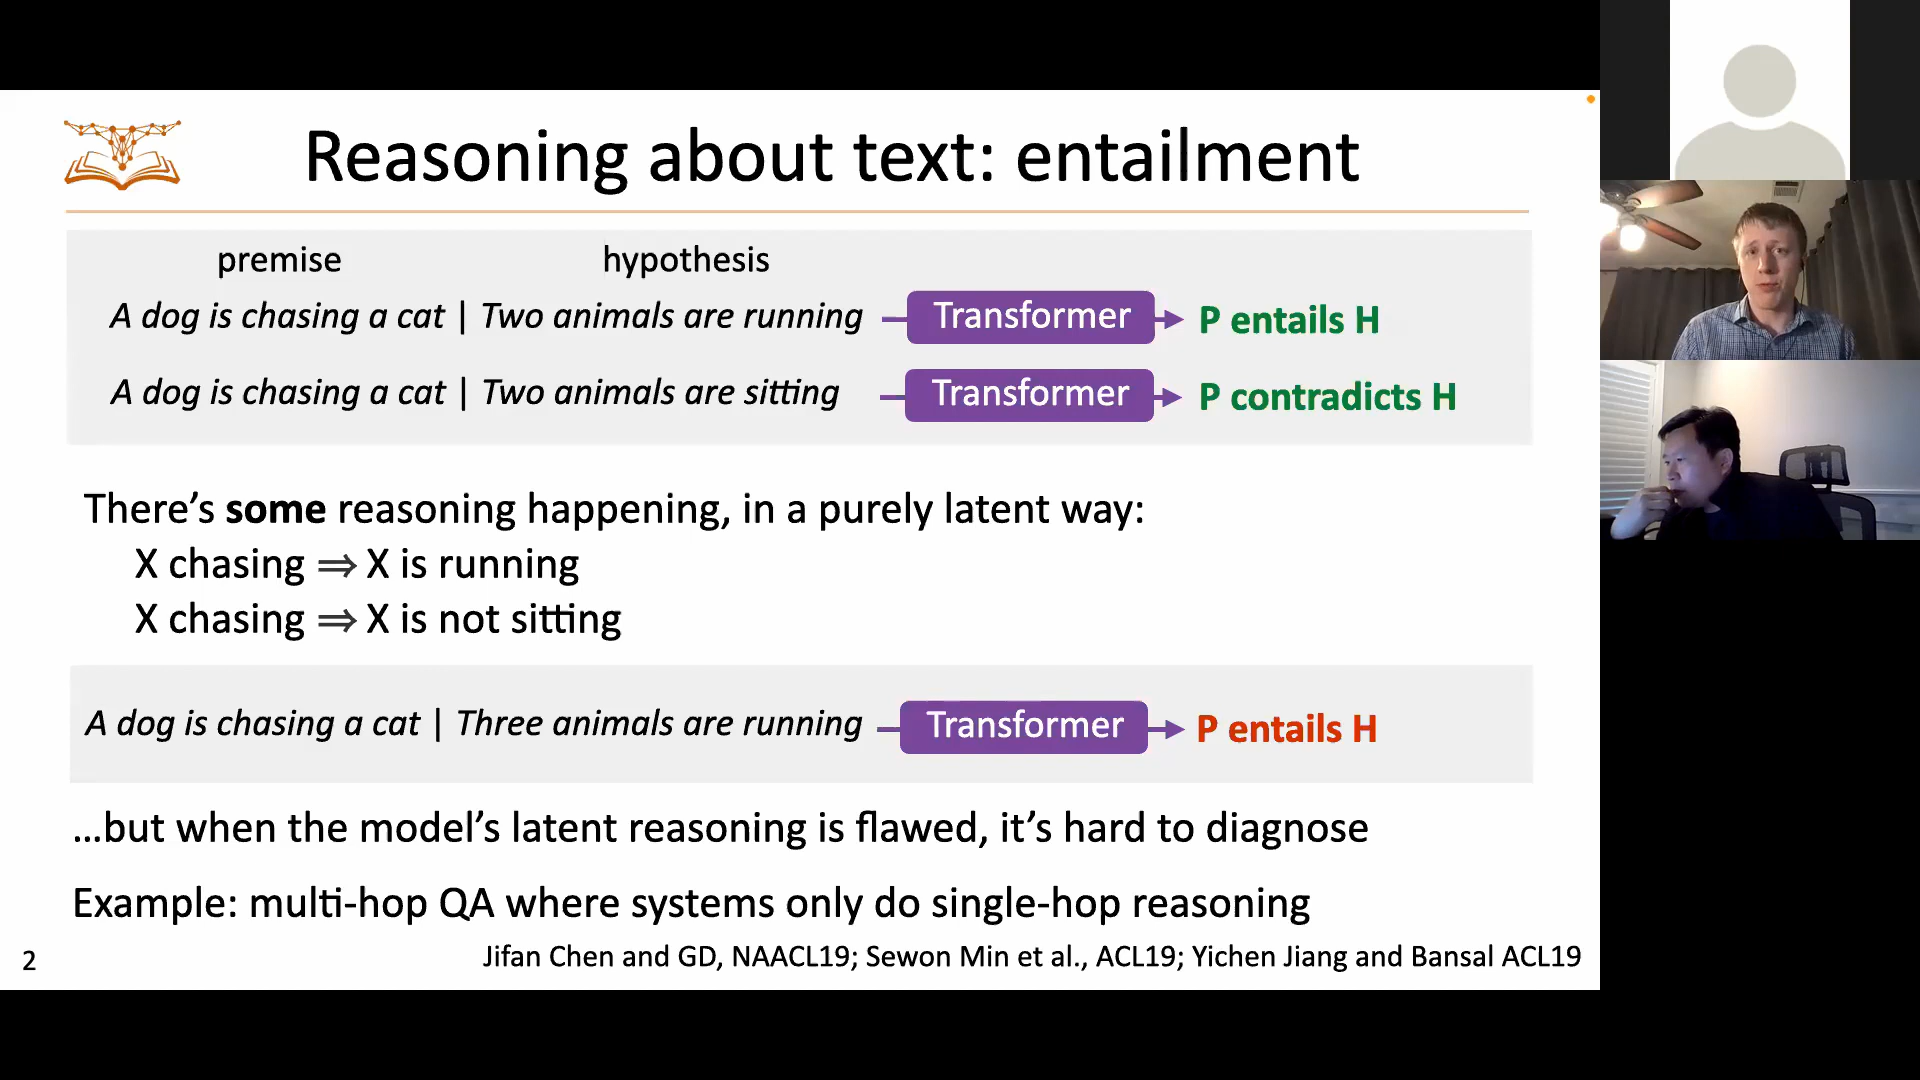 Reasoning about text: entailment
premise hypothesis
A dog is chasing a cat | Two animals are running Transformer P entails H
A dog is chasing a cat | Two animals are sitting Transformer P contradicts H
There's some reasoning happening, in a purely latent way:
X chasing ⇒ X is running
X chasing ⇒ X is not sitting
A dog is chasing a cat | Three animals are running Transformer P entails H
...but when the model's latent reasoning is flawed, it's hard to diagnose
Example: multi-hop QA where systems only do single-hop reasoning
2 Jifan Chen and GD, NAACL19; Sewon Min et al., ACL19; Yichen Jiang and Bansal ACL19